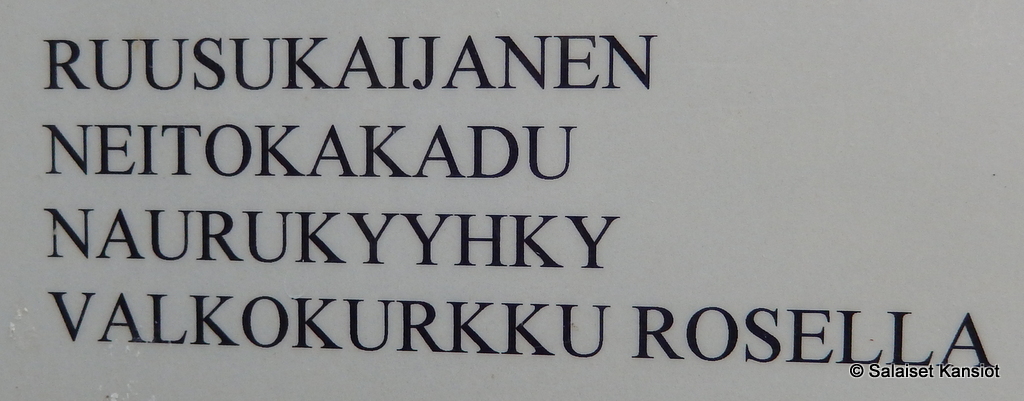 RUUSUKAIJANEN
NEITOKAKADU
NAURUKYYHKY
VALKOKURKKU ROSELLA
© Salaiset Kansiot